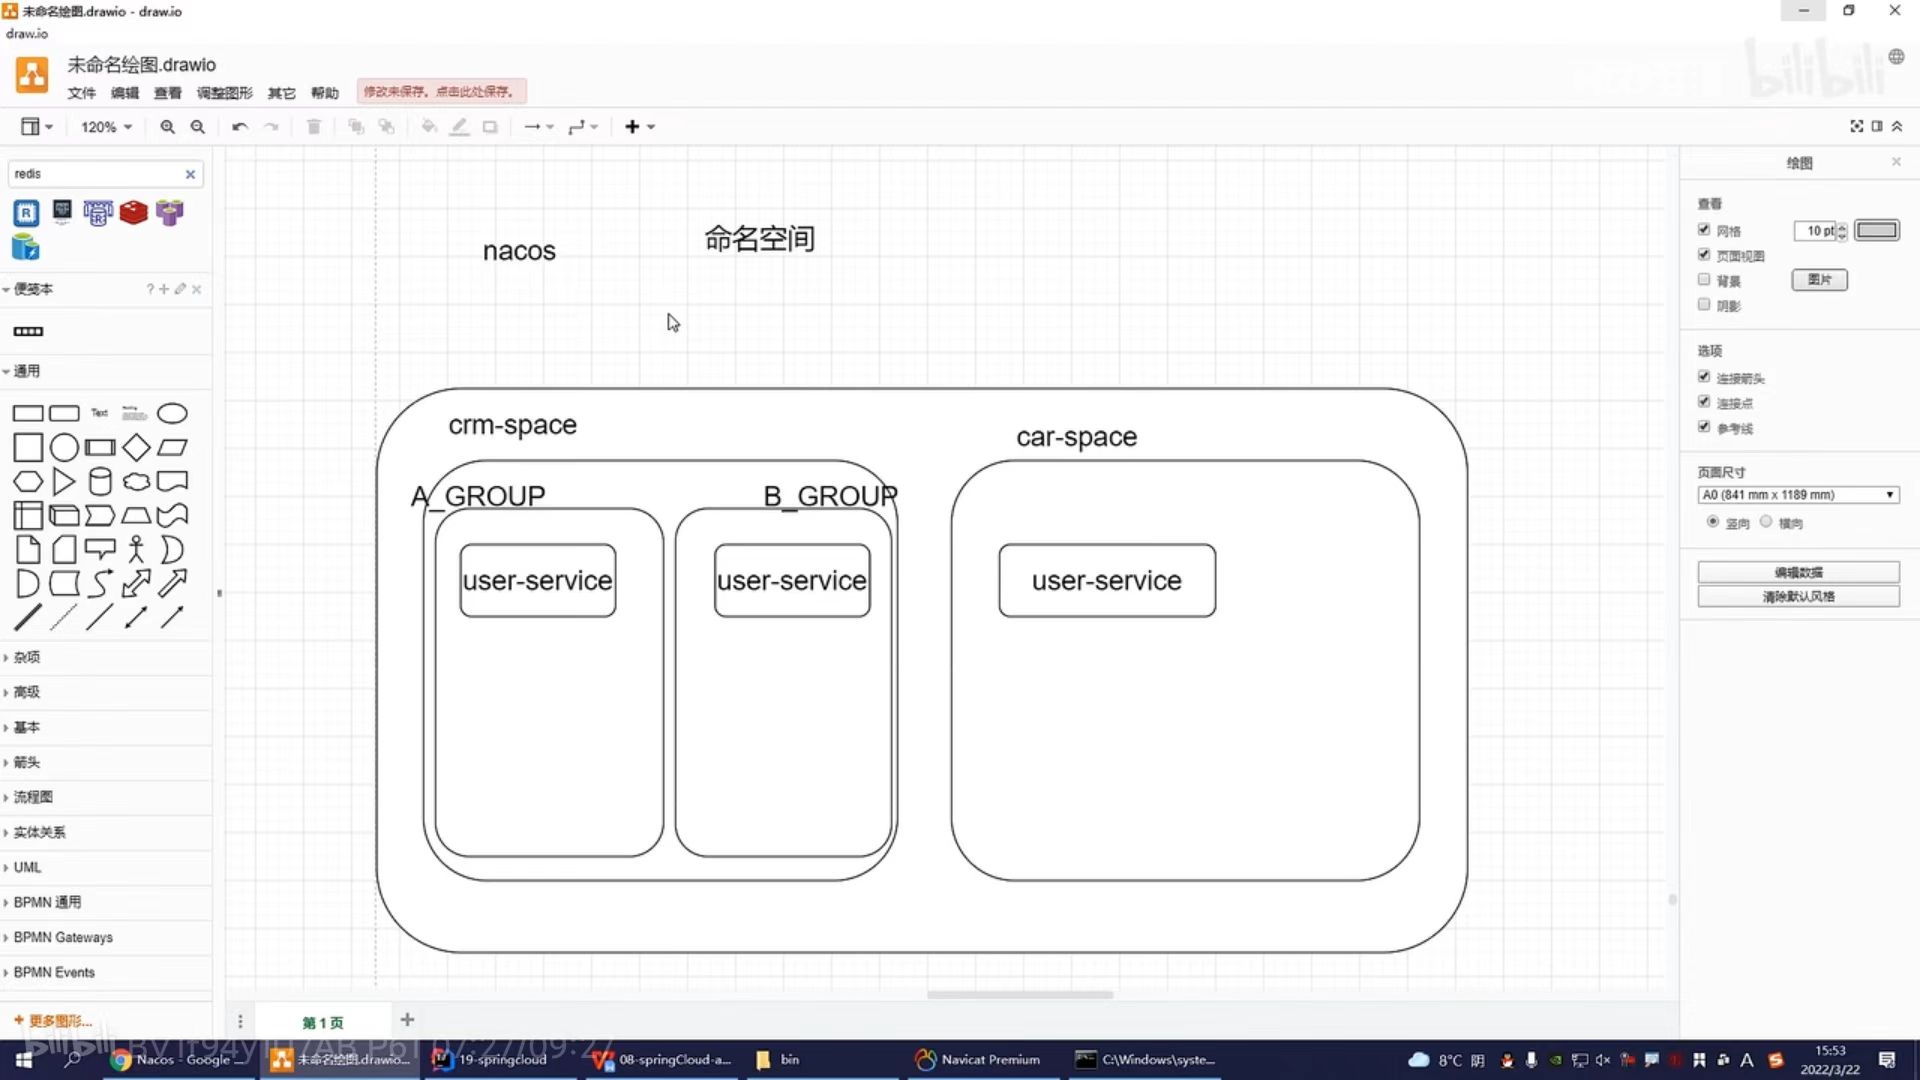 未命名绘图.drawio - draw.io
draw.io
未命名绘图.drawio
文件 编辑 查看 调整图形 其它 帮助 修改未保存。点击此处保存。
bilibili
120%
redis
便笺本
通用
Text
杂项
高级
基本
箭头
流程图
实体关系
UML
BPMN 通用
BPMN Gateways
BPMN Events
+ 更多图形...
nacos
命名空间
crm-space
car-space
A_GROUP
B_GROUP
user-service
user-service
user-service
第 1 页
绘图
查看
网格
10 pt
页面视图
背景
图片
阴影
选项
连接箭头
连接点
参考线
页面尺寸
A0 (841 mm x 1189 mm)
竖向 横向
编辑数据
清除默认风格
bilibili
Nacos - Google ...
未命名绘图.drawio...
19-springcloud
08-springCloud-a...
bin
Navicat Premium
C:\Windows\syste...
8°C 阴
15:53
2022/3/22